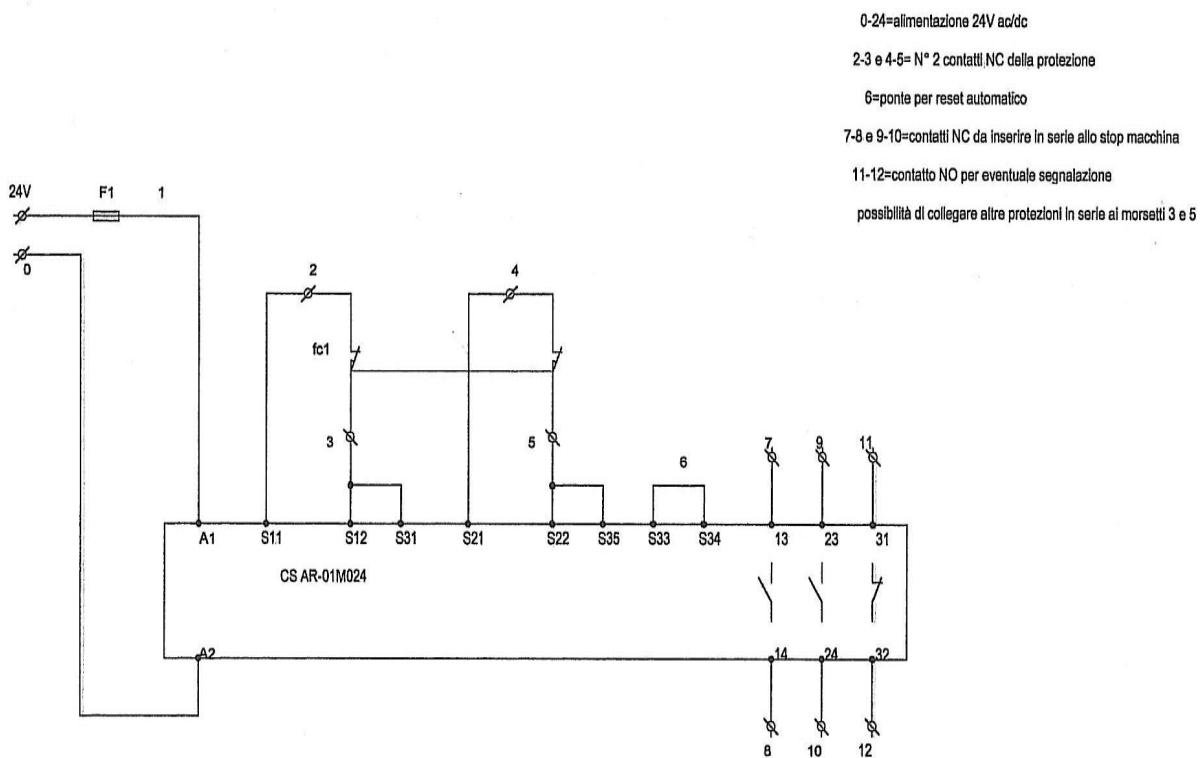 0-24=alimentazione 24V ac/dc
2-3 e 4-5= N° 2 contatti NC della protezione
6=ponte per reset automatico
7-8 e 9-10=contatti NC da inserire in serie allo stop macchina
11-12=contatto NO per eventuale segnalazione
possibilità di collegare altre protezioni in serie ai morsetti 3 e 5
24V F1 1
0
2 4
fc1
3 5 7 9 11
6
A1 S11 S12 S31 S21 S22 S35 S33 S34 13 23 31
CS AR-01M024
A2 14 24 32
8 10 12